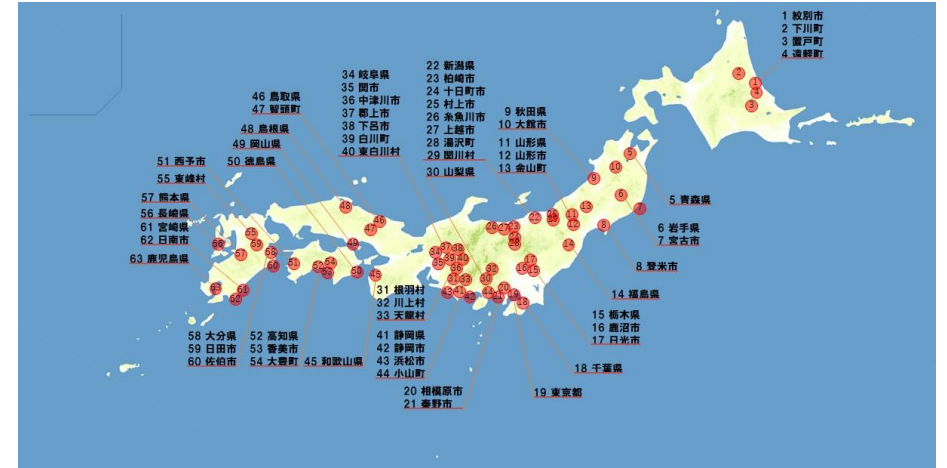 1 紋別市
2 下川町
3 置戸町
4 遠軽町
22 新潟県
23 柏崎市
24 十日町市
25 村上市
26 糸魚川市
27 上越市
28 湯沢町
29 関川村
30 山梨県
34 岐阜県
35 関市
36 中津川市
37 郡上市
38 下呂市
39 白川町
40 東白川村
46 鳥取県
47 智頭町
48 島根県
49 岡山県
50 徳島県
9 秋田県
10 大館市
11 山形県
12 山形市
13 金山町
51 西予市
55 東峰村
57 熊本県
56 長崎県
61 宮崎県
62 日南市
63 鹿児島県
5 青森県
6 岩手県
7 宮古市
8 登米市
14 福島県
15 栃木県
16 鹿沼市
17 日光市
18 千葉県
19 東京都
20 相模原市
21 秦野市
31 根羽村
32 川上村
33 天龍村
41 静岡県
42 静岡市
43 浜松市
44 小山町
45 和歌山県
52 高知県
53 香美市
54 大豊町
58 大分県
59 日田市
60 佐伯市